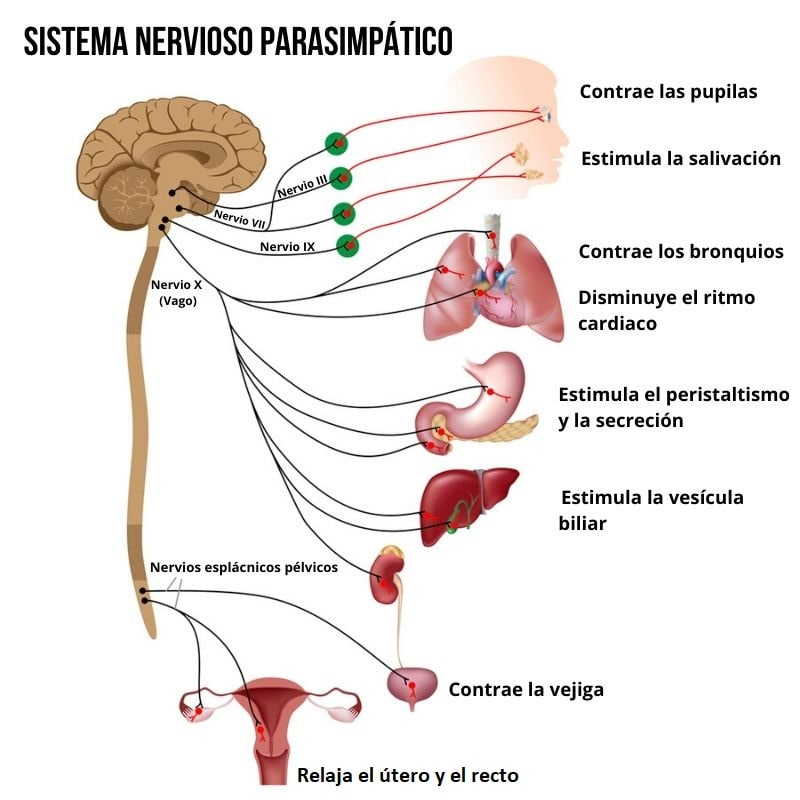 SISTEMA NERVIOSO PARASIMPÁTICO
Contrae las pupilas
Estimula la salivación
Nervio III
Nervio VII
Nervio IX
Nervio X
(Vago)
Contrae los bronquios
Disminuye el ritmo
cardiaco
Estimula el peristaltismo
y la secreción
Estimula la vesícula
biliar
Nervios esplácnicos pélvicos
Contrae la vejiga
Relaja el útero y el recto